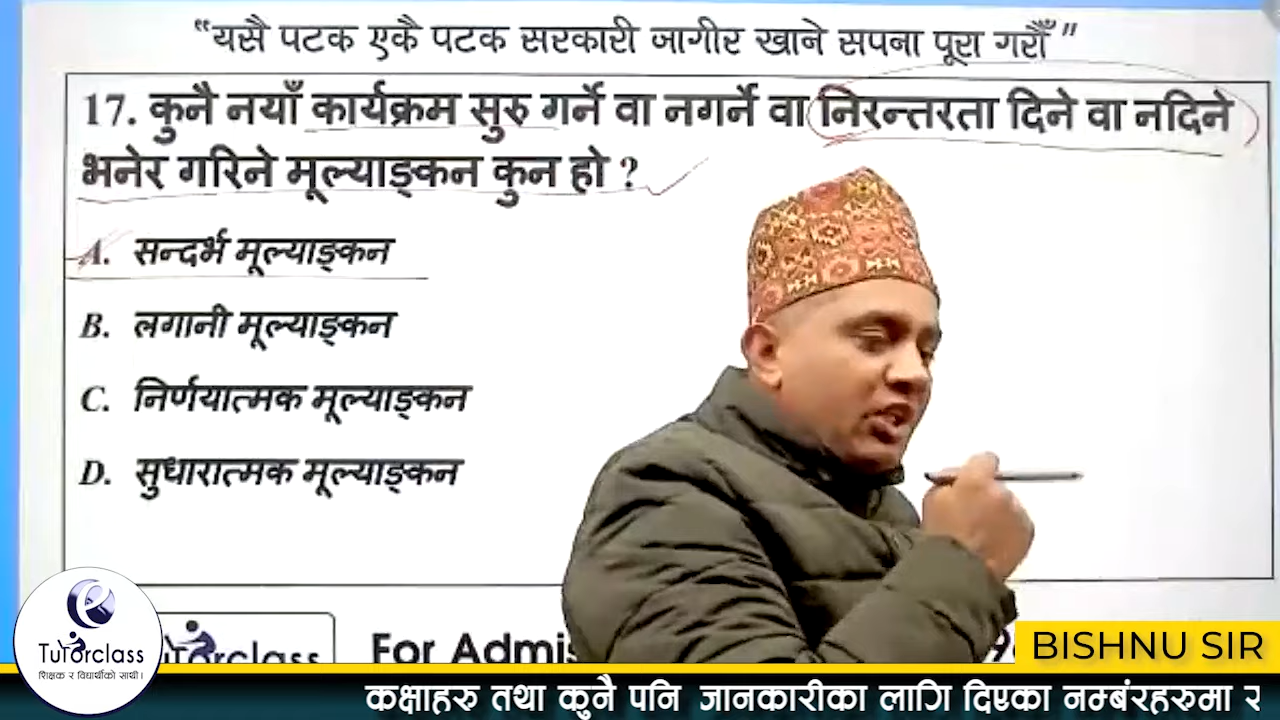 "यसै पटक एकै पटक सरकारी जागीर खाने सपना पूरा गरौँ"
17. कुनै नयाँ कार्यक्रम सुरु गर्ने वा नगर्ने वा निरन्तरता दिने वा नदिने
भनेर गरिने मूल्याङ्कन कुन हो ?
A. सन्दर्भ मूल्याङ्कन
B. लगानी मूल्याङ्कन
C. निर्णयात्मक मूल्याङ्कन
D. सुधारात्मक मूल्याङ्कन
Tutorclass
शिक्षक र विद्यार्थीको साथी।
For
BISHNU SIR
कक्षाहरु तथा कुनै पनि जानकारीका लागि दिएका नम्बंरहरुमा